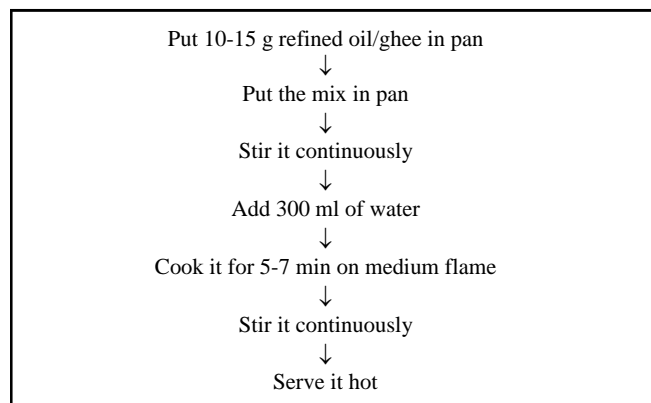 Put 10-15 g refined oil/ghee in pan
↓
Put the mix in pan
↓
Stir it continuously
↓
Add 300 ml of water
↓
Cook it for 5-7 min on medium flame
↓
Stir it continuously
↓
Serve it hot